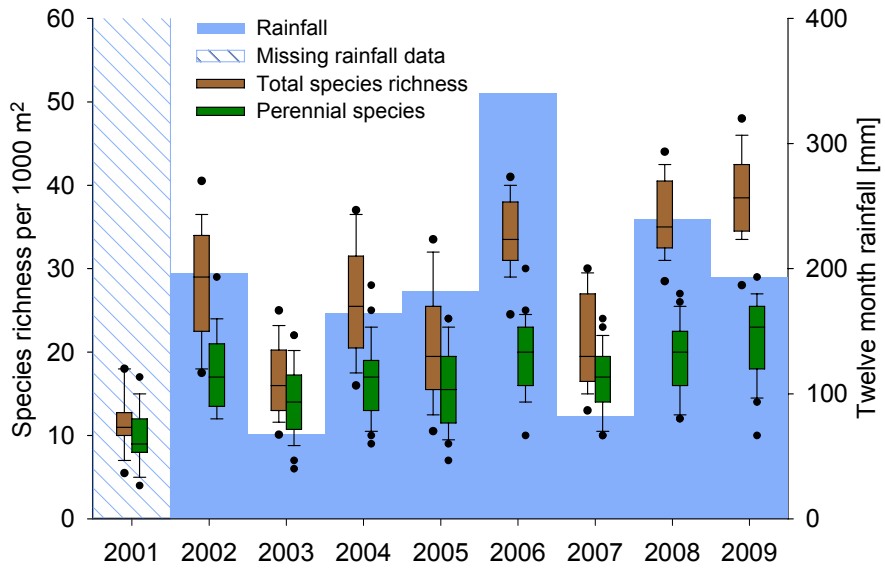 60
50
40
30
20
10
0
Species richness per 1000 m²
Rainfall
Missing rainfall data
Total species richness
Perennial species
400
300
200
100
0
Twelve month rainfall [mm]
2001 2002 2003 2004 2005 2006 2007 2008 2009